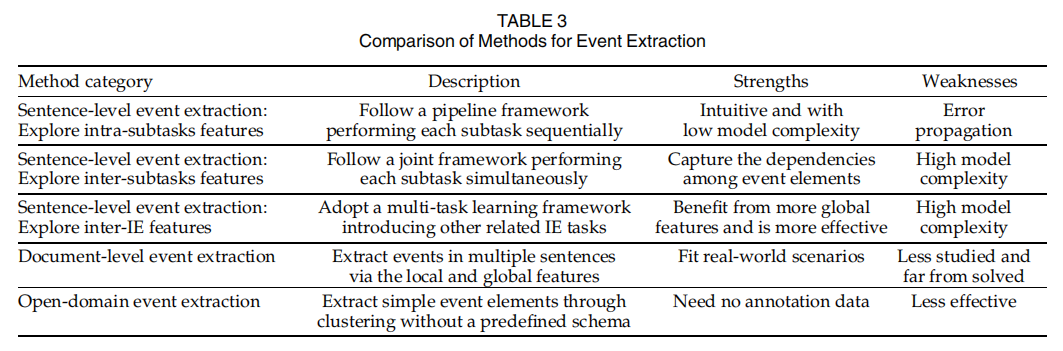 TABLE 3
Comparison of Methods for Event Extraction
Method category Description Strengths Weaknesses
Sentence-level event extraction: Follow a pipeline framework Intuitive and with Error
Explore intra-subtasks features performing each subtask sequentially low model complexity propagation
Sentence-level event extraction: Follow a joint framework performing Capture the dependencies High model
Explore inter-subtasks features each subtask simultaneously among event elements complexity
Sentence-level event extraction: Adopt a multi-task learning framework Benefit from more global High model
Explore inter-IE features introducing other related IE tasks features and is more effective complexity
Document-level event extraction Extract events in multiple sentences Fit real-world scenarios Less studied and
via the local and global features far from solved
Open-domain event extraction Extract simple event elements through Need no annotation data Less effective
clustering without a predefined schema